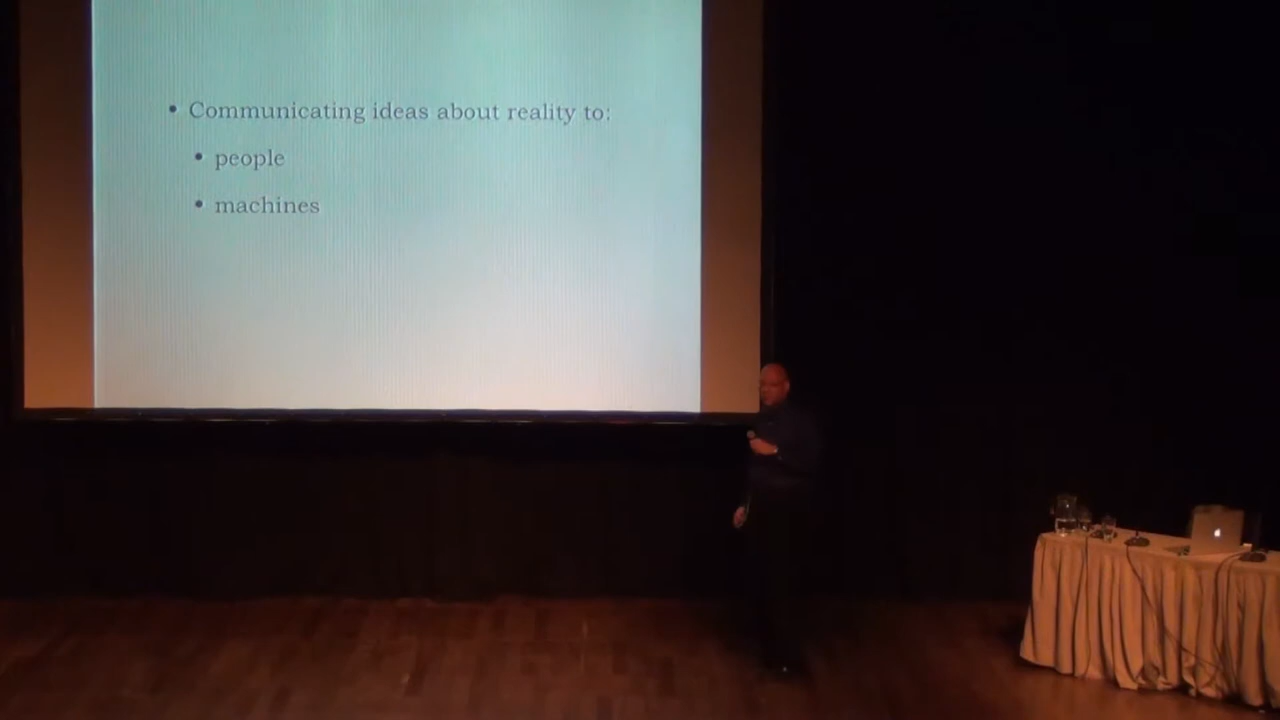 • Communicating ideas about reality to:
• people
• machines